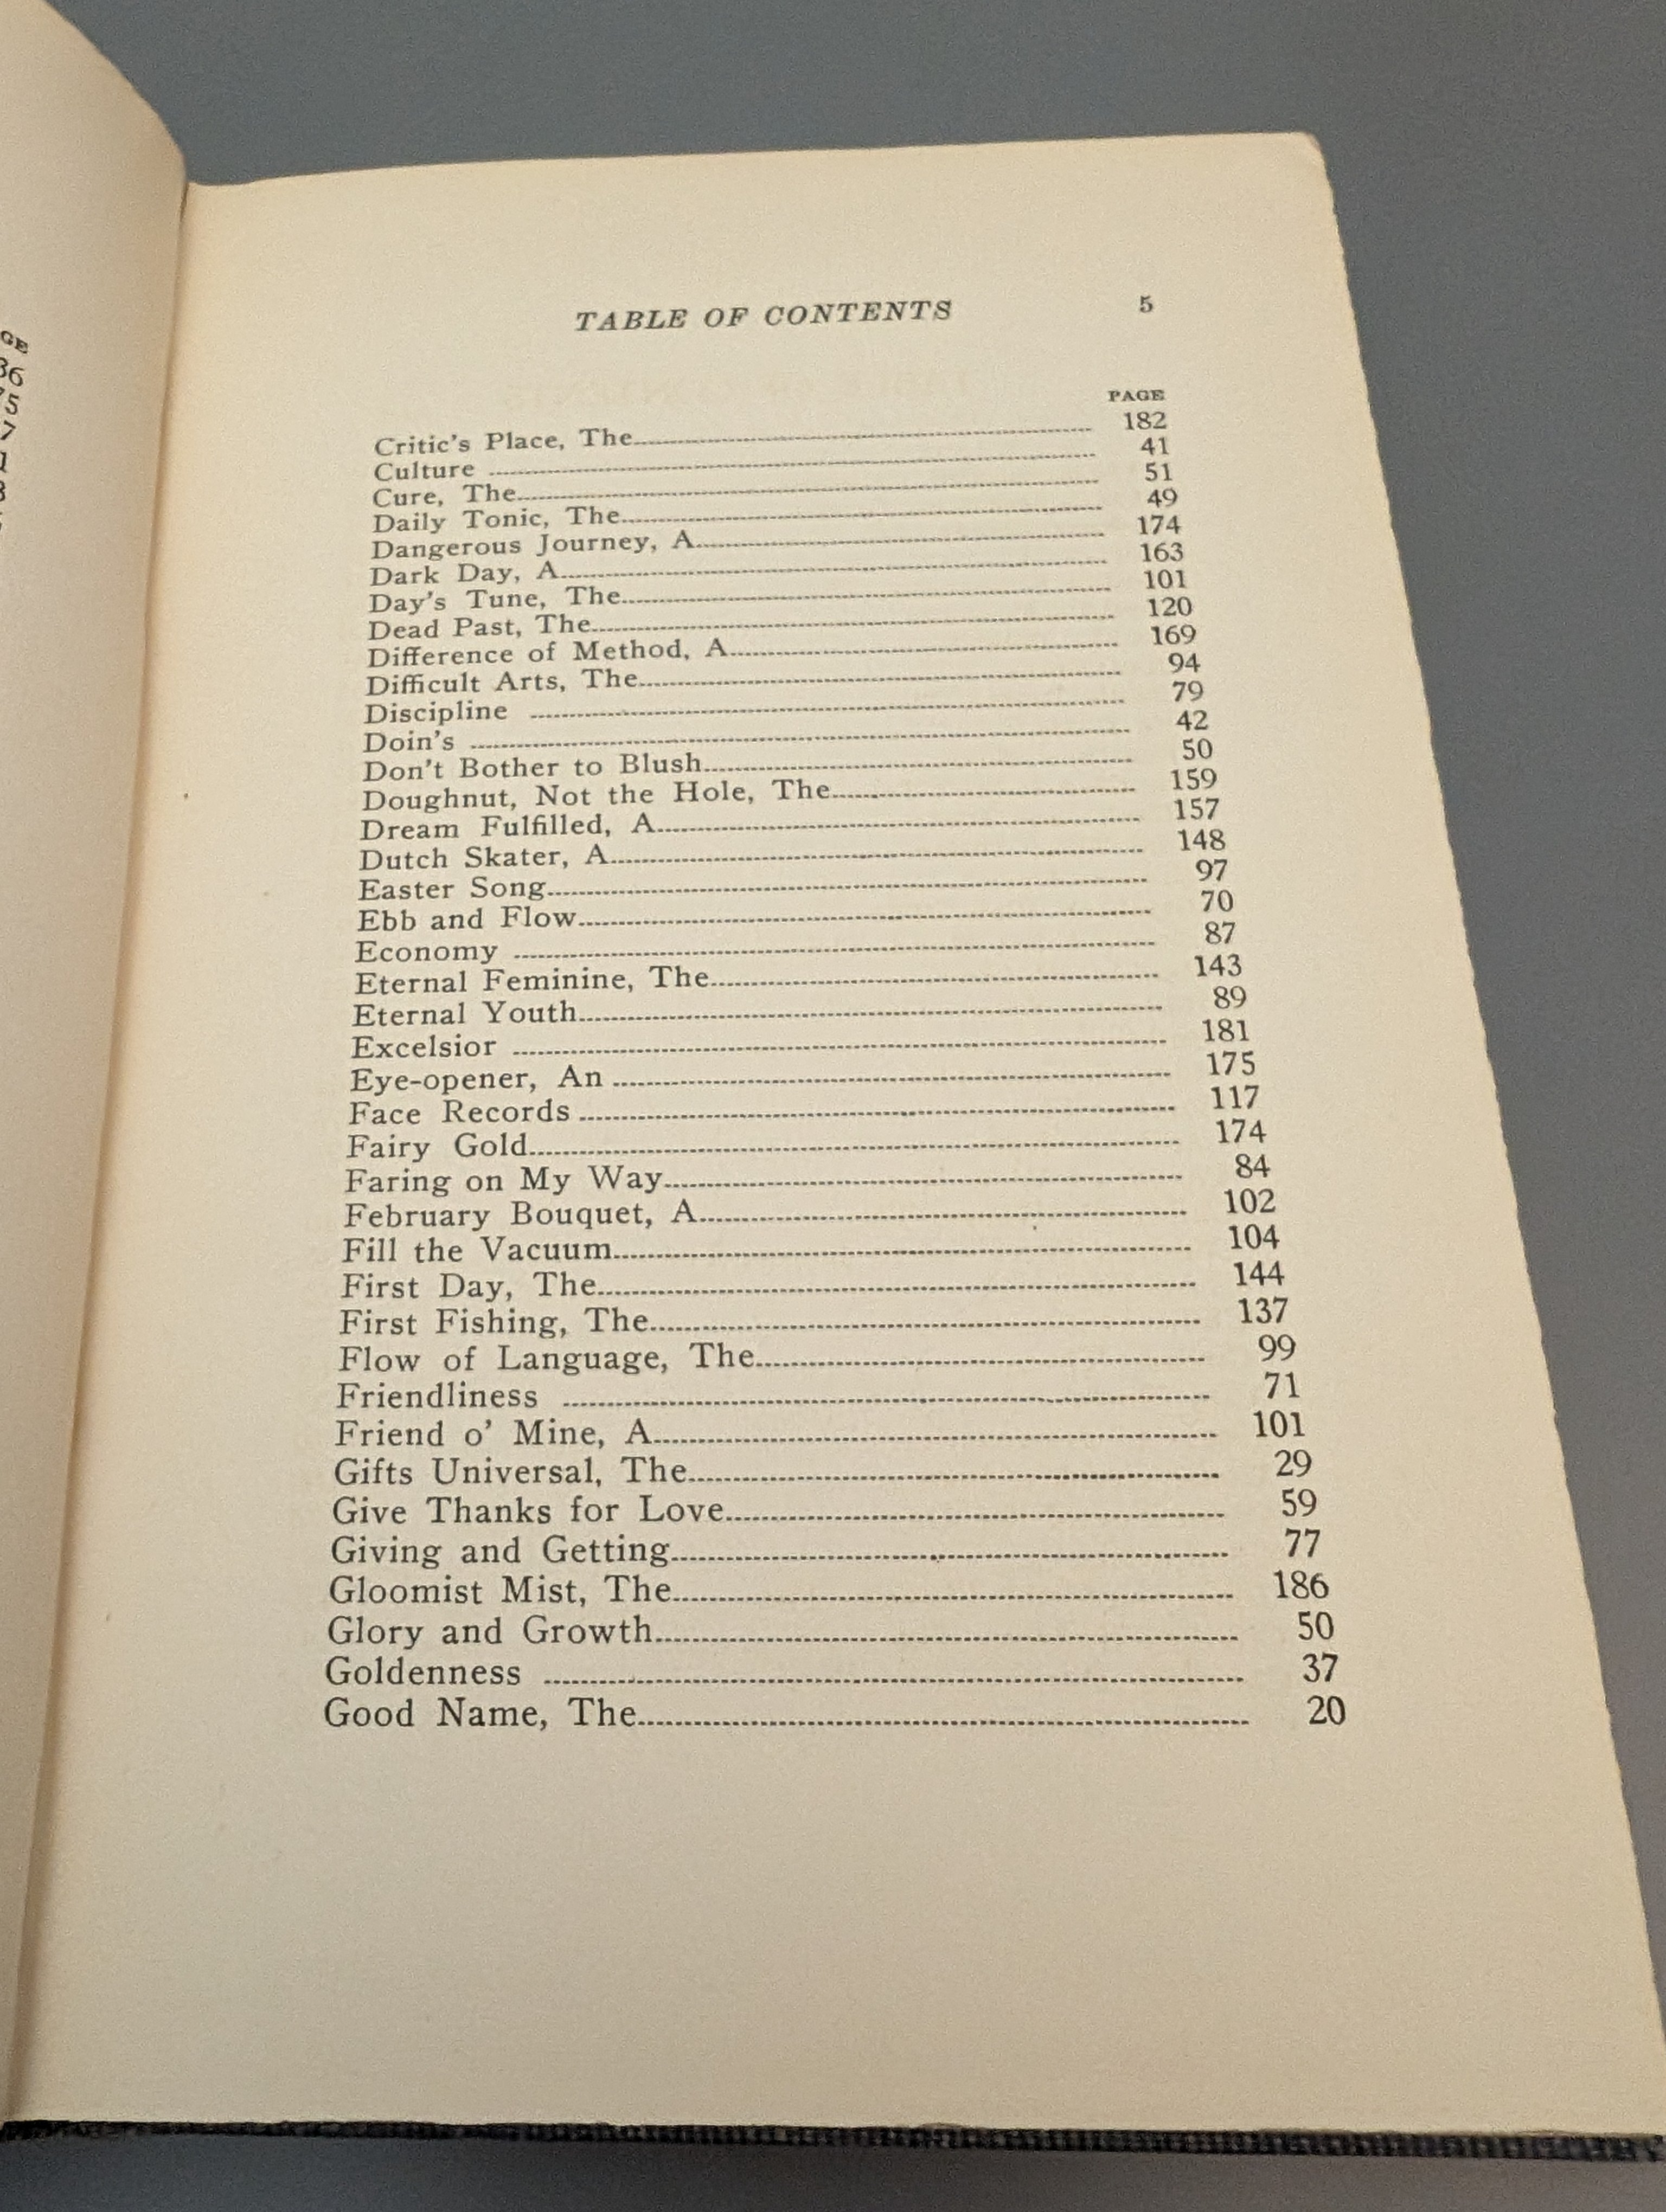 GE
36
75
7
1
3
TABLE OF CONTENTS 5
PAGE
Critic's Place, The 182
Culture 41
Cure, The 51
Daily Tonic, The 49
Dangerous Journey, A 174
Dark Day, A 163
Day's Tune, The 101
Dead Past, The 120
Difference of Method, A 169
Difficult Arts, The 94
Discipline 79
Doin's 42
Don't Bother to Blush 50
Doughnut, Not the Hole, The 159
Dream Fulfilled, A 157
Dutch Skater, A 148
Easter Song 97
Ebb and Flow 70
Economy 87
Eternal Feminine, The 143
Eternal Youth 89
Excelsior 181
Eye-opener, An 175
Face Records 117
Fairy Gold 174
Faring on My Way 84
February Bouquet, A 102
Fill the Vacuum 104
First Day, The 144
First Fishing, The 137
Flow of Language, The 99
Friendliness 71
Friend o' Mine, A 101
Gifts Universal, The 29
Give Thanks for Love 59
Giving and Getting 77
Gloomist Mist, The 186
Glory and Growth 50
Goldenness 37
Good Name, The 20